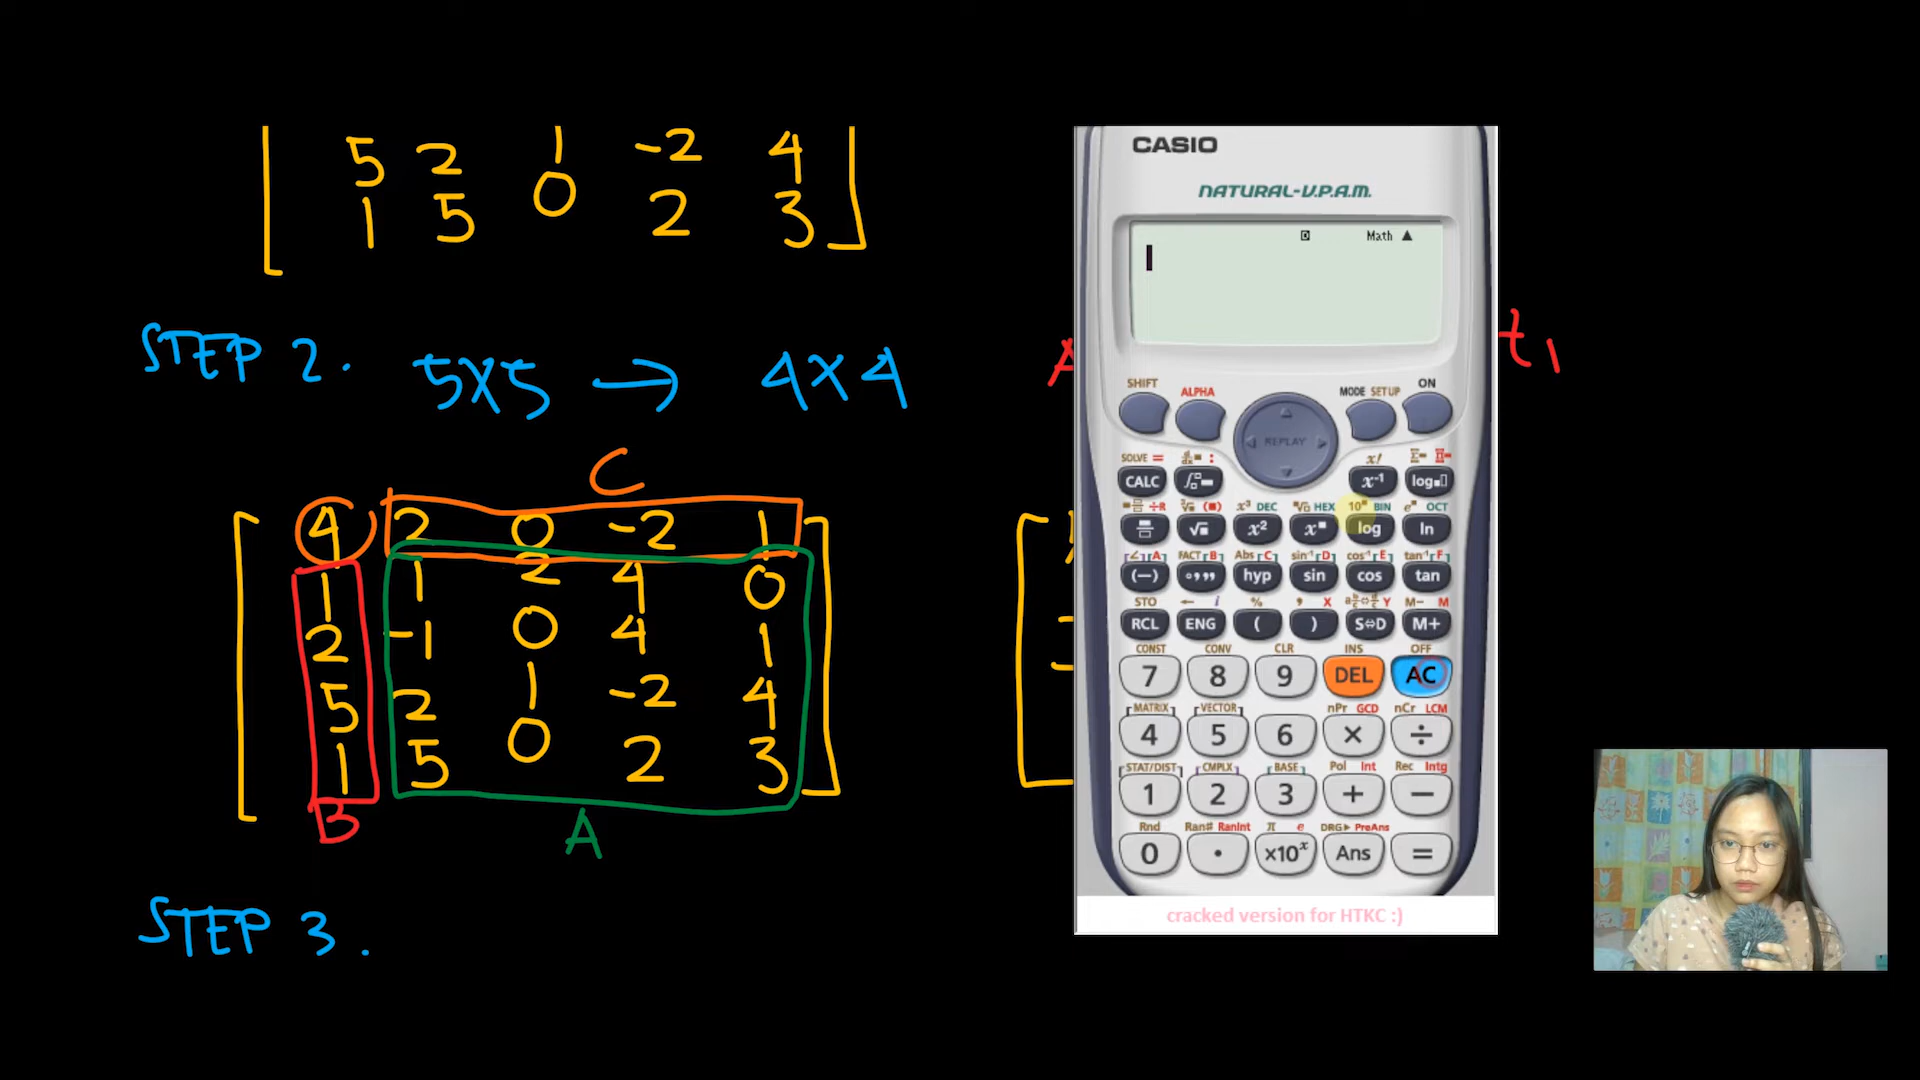 5 2 1 -2 4
1 5 0 2 3
STEP 2. 5X5 → 4X4
t1
C
4 2 0 -2 1
1 1 2 4 0
2 -1 0 4 1
5 2 1 -2 4
1 5 0 2 3
B
A
STEP 3.
CASIO
NATURAL-V.P.A.M.
D Math ▲
SHIFT ALPHA MODE SETUP ON
REPLAY
SOLVE = d/dx : x! Σ Π
CALC ∫ x⁻¹ log
÷R x³ DEC HEX 10 BIN e OCT
√ x² x log ln
∠ [A] FACT [B] Abs [C] sin⁻¹ [D] cos⁻¹ [E] tan⁻¹ [F]
(−) °,,, hyp sin cos tan
STO ← i % , X Y M− M
RCL ENG ( ) S⇔D M+
CONST CONV CLR INS OFF
7 8 9 DEL AC
MATRIX VECTOR nPr GCD nCr LCM
4 5 6 × ÷
STAT/DIST CMPLX BASE Pol Int Rec Intg
1 2 3 + −
Rnd Ran# RanInt π e DRG▶ PreAns
0 . ×10ˣ Ans =
cracked version for HTKC :)